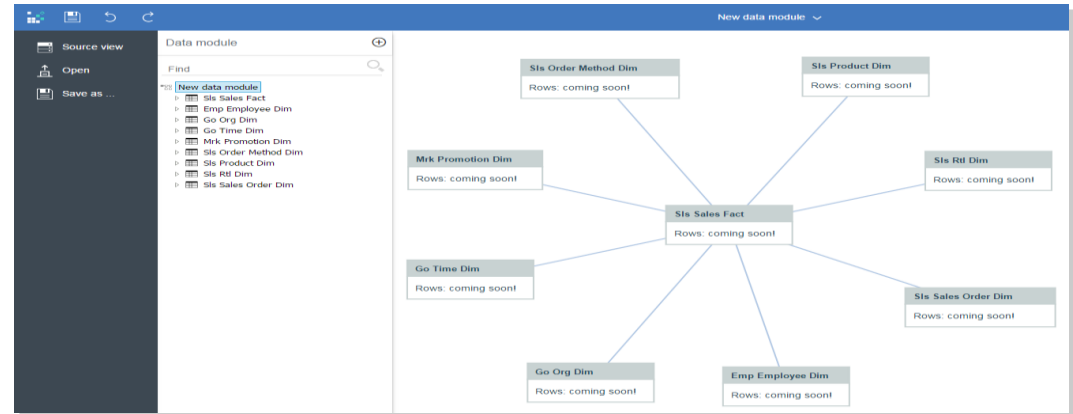 New data module
Source view
Open
Save as ...
Data module
Find
New data module
Sls Sales Fact
Emp Employee Dim
Go Org Dim
Go Time Dim
Mrk Promotion Dim
Sls Order Method Dim
Sls Product Dim
Sls Rtl Dim
Sls Sales Order Dim
Sls Order Method Dim
Rows: coming soon!
Sls Product Dim
Rows: coming soon!
Mrk Promotion Dim
Rows: coming soon!
Sls Rtl Dim
Rows: coming soon!
Sls Sales Fact
Rows: coming soon!
Go Time Dim
Rows: coming soon!
Sls Sales Order Dim
Rows: coming soon!
Go Org Dim
Rows: coming soon!
Emp Employee Dim
Rows: coming soon!